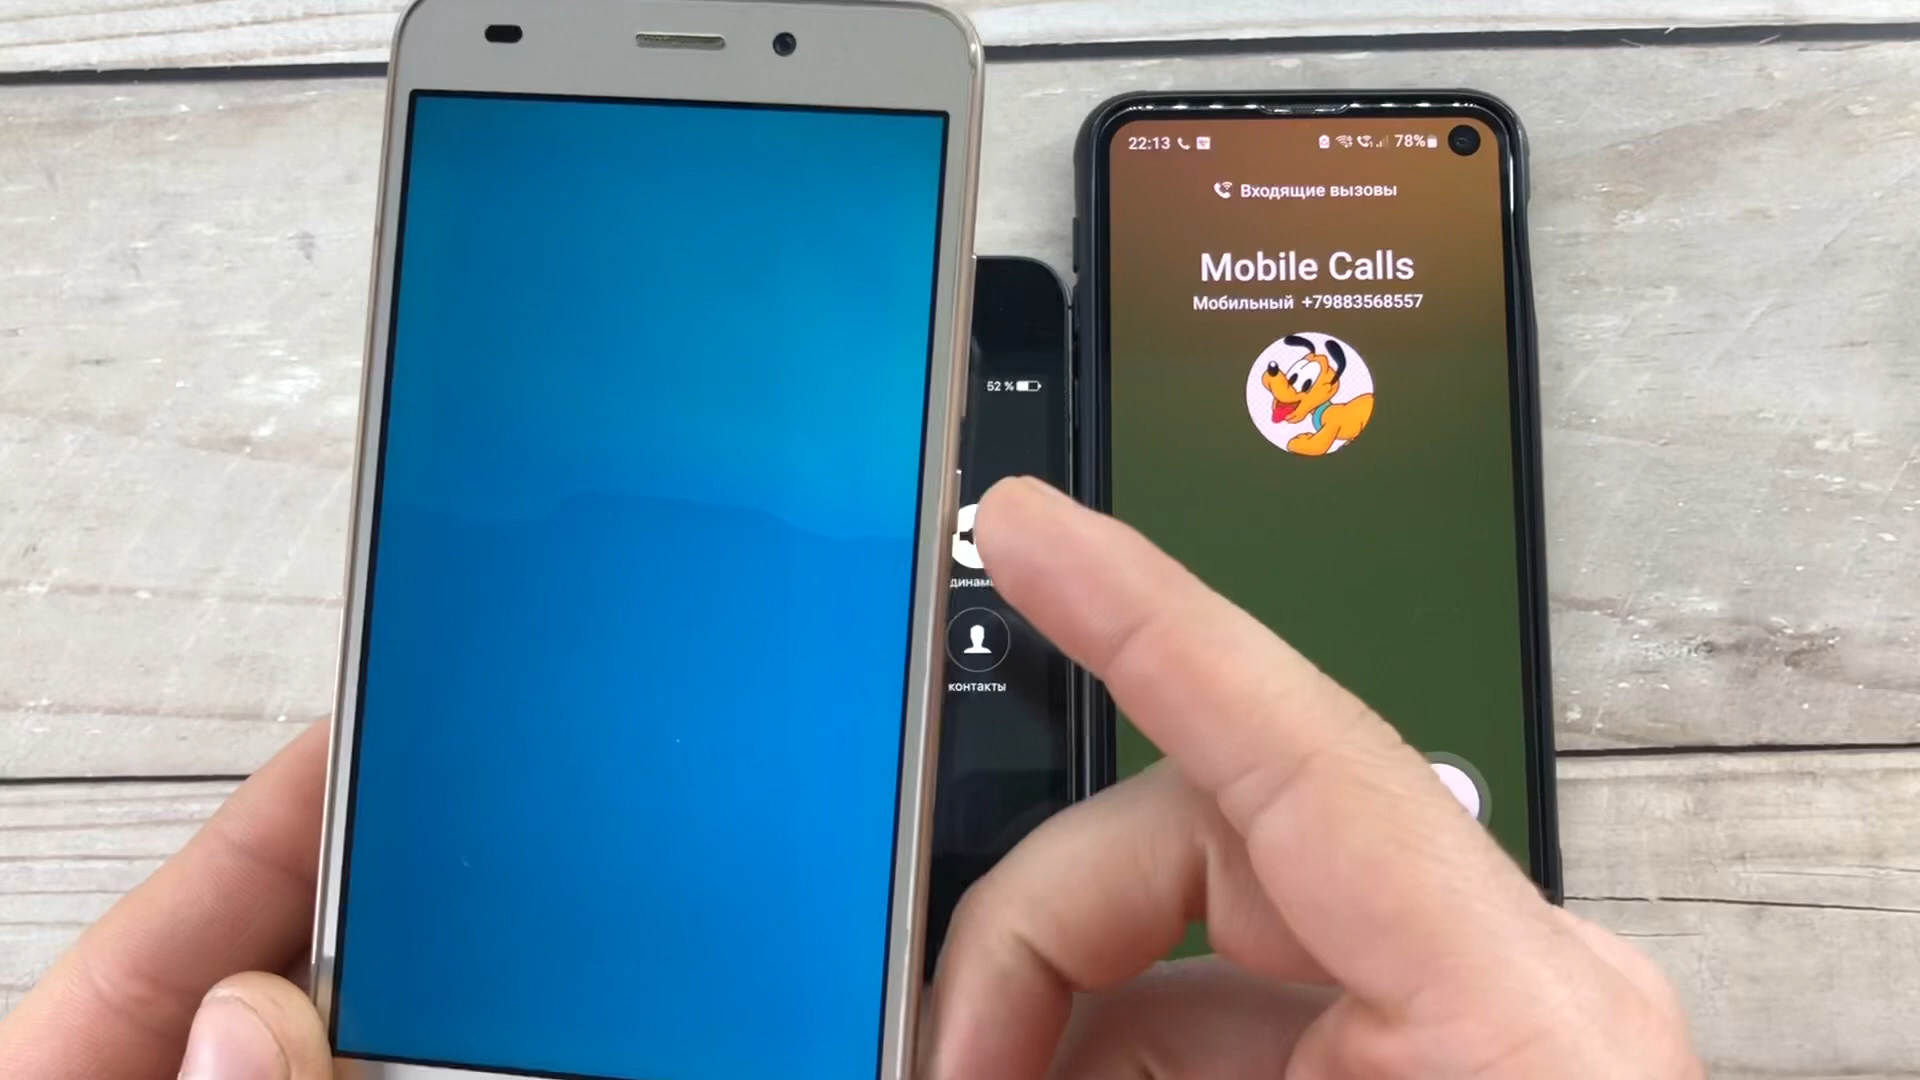 22:13
78%
Входящие вызовы
Mobile Calls
Мобильный +79883568557
52 %
контакты